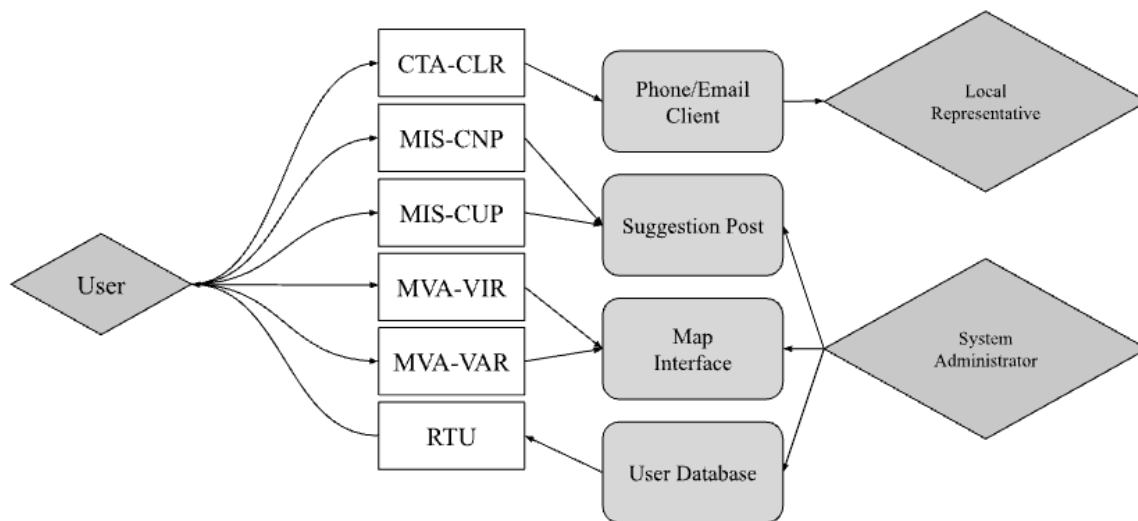 User
CTA-CLR
MIS-CNP
MIS-CUP
MVA-VIR
MVA-VAR
RTU
Phone/Email
Client
Suggestion Post
Map
Interface
User Database
Local
Representative
System
Administrator